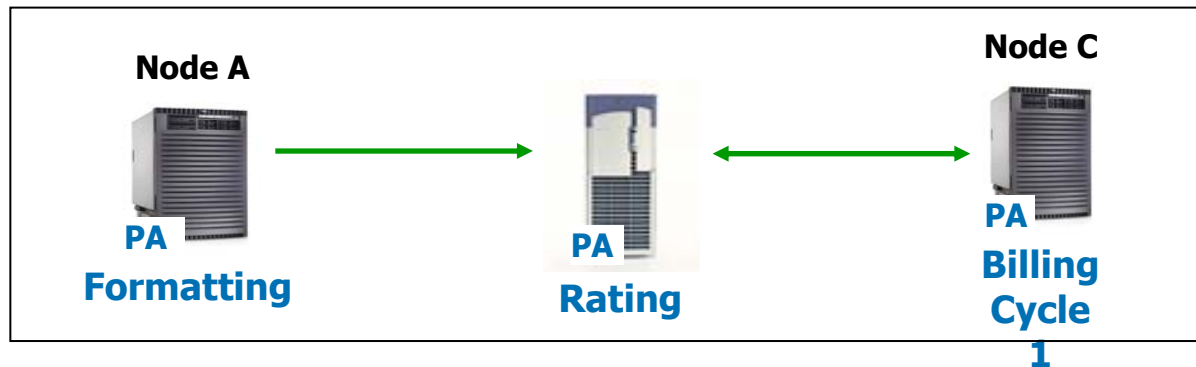 Node A
Node C
PA
PA
PA
Formatting
Rating
Billing
Cycle
1